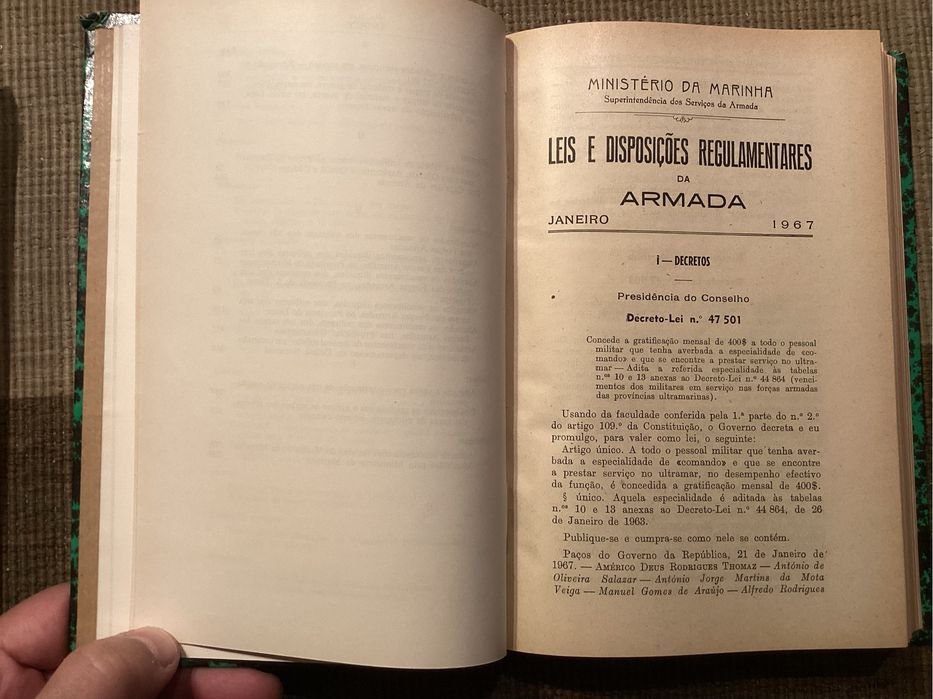 MINISTÉRIO DA MARINHA
Superintendência dos Serviços da Armada
LEIS E DISPOSIÇÕES REGULAMENTARES
DA
ARMADA
JANEIRO 1967
I — DECRETOS
Presidência do Conselho
Decreto-Lei n.º 47 501
Concede a gratificação mensal de 400$ a todo o pessoal
militar que tenha averbada a especialidade de «co-
mando» e que se encontre a prestar serviço no ultra-
mar — Adita a referida especialidade às tabelas
n.ºs 10 e 13 anexas ao Decreto-Lei n.º 44 864 (venci-
mentos dos militares em serviço nas forças armadas
das províncias ultramarinas).
Usando da faculdade conferida pela 1.ª parte do n.º 2.º
do artigo 109.º da Constituição, o Governo decreta e eu
promulgo, para valer como lei, o seguinte:
Artigo único. A todo o pessoal militar que tenha aver-
bada a especialidade de «comando» e que se encontre
a prestar serviço no ultramar, no desempenho efectivo
da função, é concedida a gratificação mensal de 400$.
§ único. Aquela especialidade é aditada às tabelas
n.ºs 10 e 13 anexas ao Decreto-Lei n.º 44 864, de 26
de Janeiro de 1963.
Publique-se e cumpra-se como nele se contém.
Paços do Governo da República, 21 de Janeiro de
1967. — AMÉRICO DEUS RODRIGUES THOMAZ — António de
Oliveira Salazar — António Jorge Martins da Mota
Veiga — Manuel Gomes de Araújo — Alfredo Rodrigues